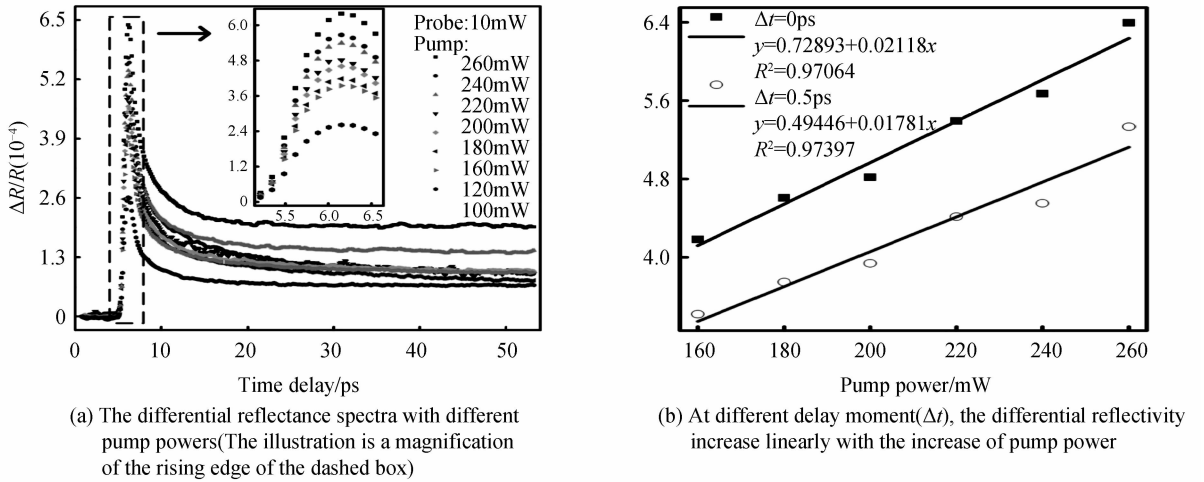 6.5
5.2
3.9
2.6
1.3
0
ΔR/R(10⁻⁴)
0 10 20 30 40 50
Time delay/ps
6.0
4.8
3.6
2.4
1.2
0
5.5 6.0 6.5
Probe:10mW
Pump:
260mW
240mW
220mW
200mW
180mW
160mW
120mW
100mW
(a) The differential reflectance spectra with different
pump powers(The illustration is a magnification
of the rising edge of the dashed box)
6.4
5.6
4.8
4.0
Δt=0ps
y=0.72893+0.02118x
R²=0.97064
Δt=0.5ps
y=0.49446+0.01781x
R²=0.97397
160 180 200 220 240 260
Pump power/mW
(b) At different delay moment(Δt), the differential reflectivity
increase linearly with the increase of pump power